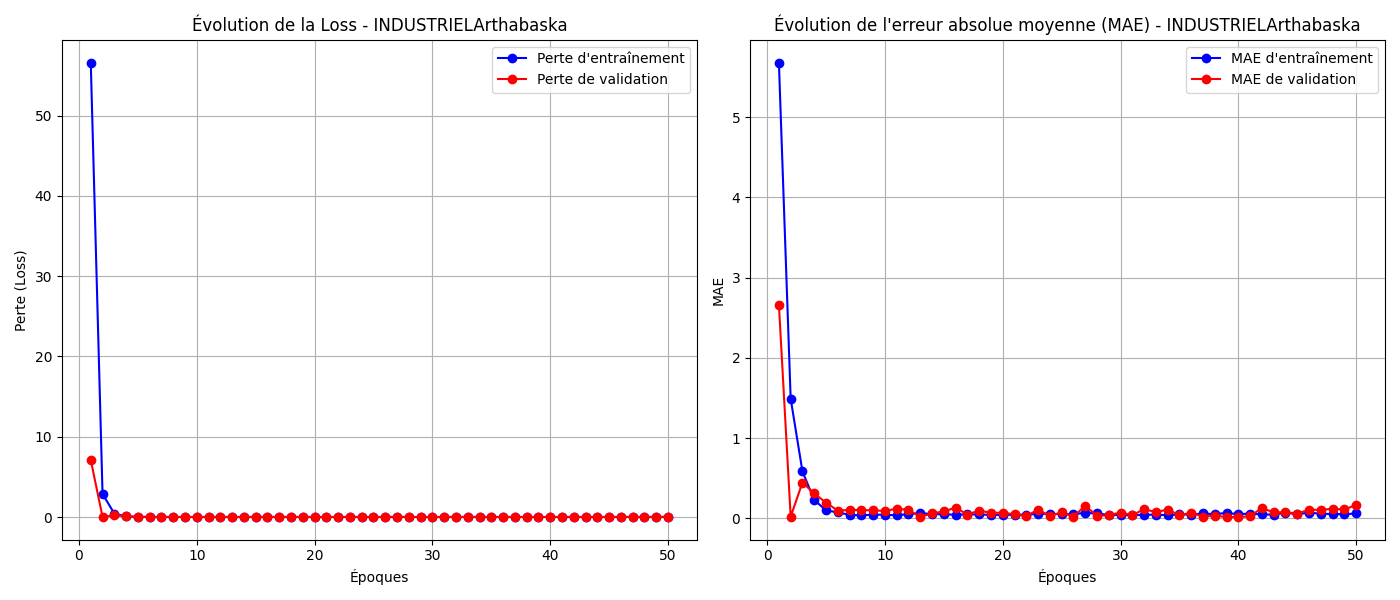 Évolution de la Loss - INDUSTRIELArthabaska
Perte d'entraînement
Perte de validation
50
40
30
20
10
0
Perte (Loss)
0 10 20 30 40 50
Époques
Évolution de l'erreur absolue moyenne (MAE) - INDUSTRIELArthabaska
MAE d'entraînement
MAE de validation
5
4
3
2
1
0
MAE
0 10 20 30 40 50
Époques